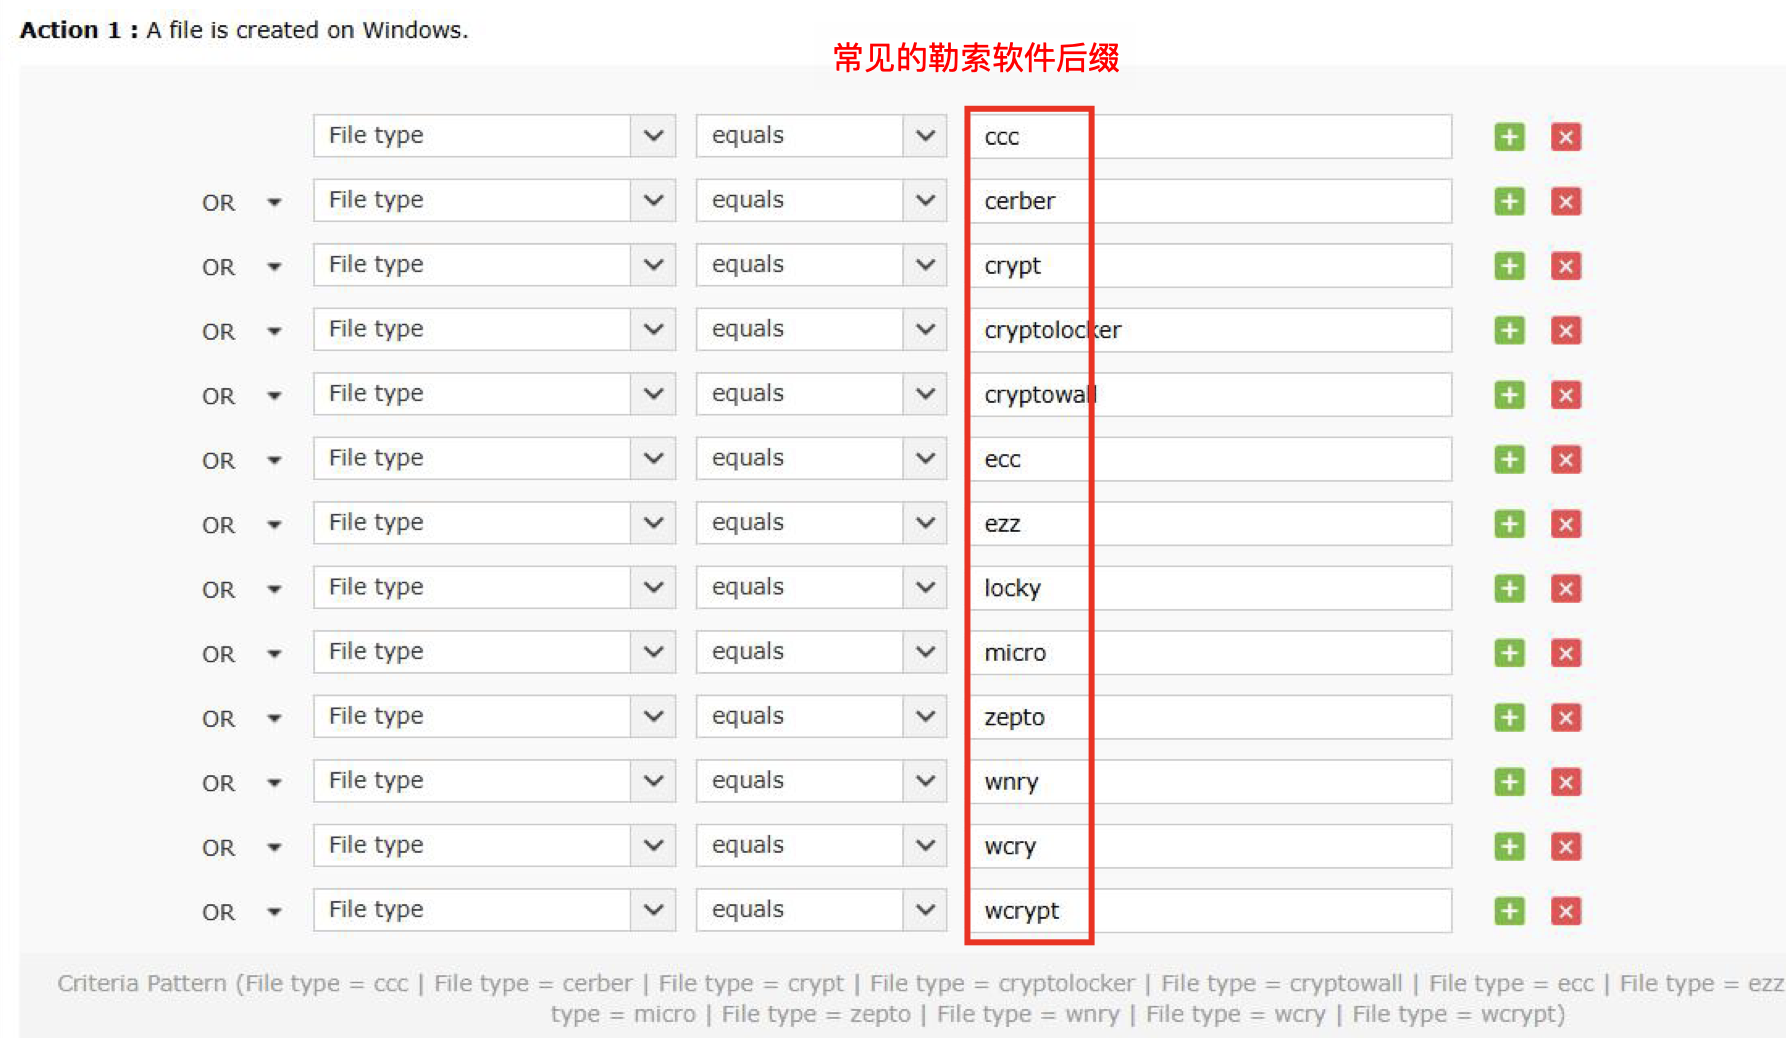 Action 1 : A file is created on Windows.
常见的勒索软件后缀
File type equals ccc
OR File type equals cerber
OR File type equals crypt
OR File type equals cryptolocker
OR File type equals cryptowall
OR File type equals ecc
OR File type equals ezz
OR File type equals locky
OR File type equals micro
OR File type equals zepto
OR File type equals wnry
OR File type equals wcry
OR File type equals wcrypt
Criteria Pattern (File type = ccc | File type = cerber | File type = crypt | File type = cryptolocker | File type = cryptowall | File type = ecc | File type = ezz
type = micro | File type = zepto | File type = wnry | File type = wcry | File type = wcrypt)